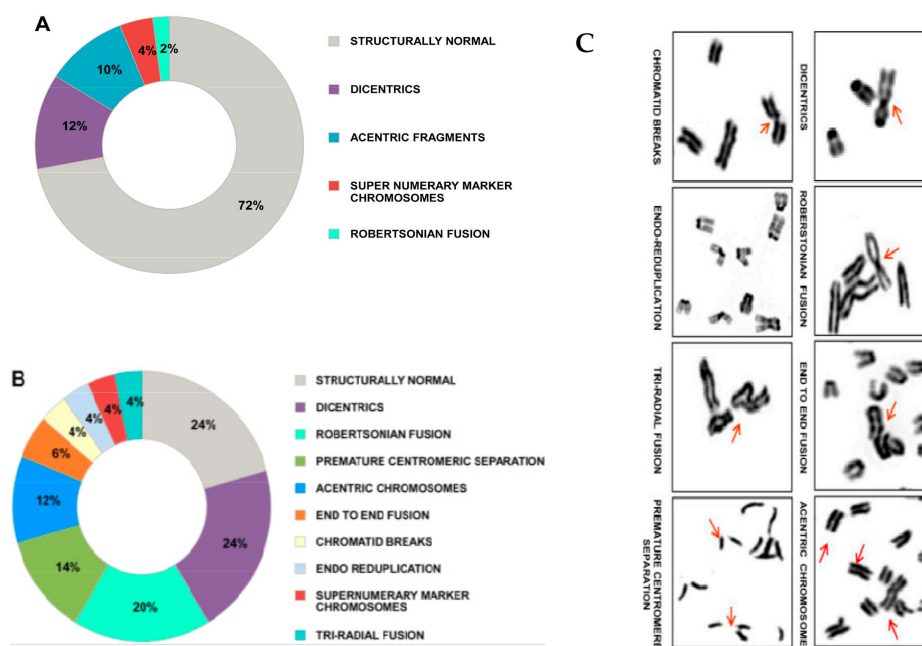 A
72%
12%
10%
4%
2%
STRUCTURALLY NORMAL
DICENTRICS
ACENTRIC FRAGMENTS
SUPER NUMERARY MARKER
CHROMOSOMES
ROBERTSONIAN FUSION
B
24%
24%
20%
14%
12%
6%
4%
4%
4%
4%
STRUCTURALLY NORMAL
DICENTRICS
ROBERTSONIAN FUSION
PREMATURE CENTROMERIC SEPARATION
ACENTRIC CHROMOSOMES
END TO END FUSION
CHROMATID BREAKS
ENDO REDUPLICATION
SUPERNUMERARY MARKER
CHROMOSOMES
TRI-RADIAL FUSION
C
CHROMATID BREAKS
DICENTRICS
ENDO-REDUPLICATION
ROBERSTONIAN FUSION
TRI-RADIAL FUSION
END TO END FUSION
PREMATURE CENTROMERE
SEPARATION
ACENTRIC CHROMOSOME